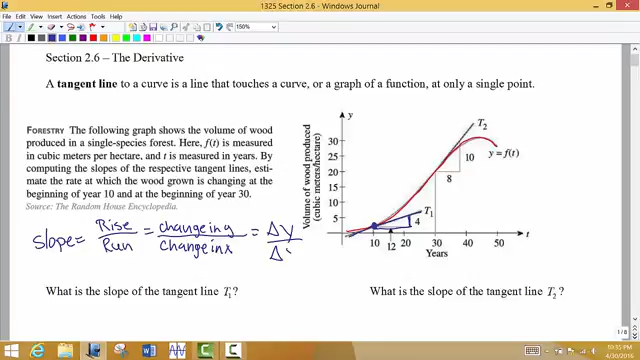 1325 Section 2.6 - Windows Journal
File Edit View Insert Actions Tools Help
150%
Section 2.6 – The Derivative
A tangent line to a curve is a line that touches a curve, or a graph of a function, at only a single point.
FORESTRY The following graph shows the volume of wood
produced in a single-species forest. Here, f(t) is measured
in cubic meters per hectare, and t is measured in years. By
computing the slopes of the respective tangent lines, esti-
mate the rate at which the wood grown is changing at the
beginning of year 10 and at the beginning of year 30.
Source: The Random House Encyclopedia.
slope = Rise/Run = change in y/change in x = Δy/Δ
Volume of wood produced
(cubic meters/hectare)
y
30
25
20
15
10
5
T2
y = f(t)
10
8
T1
4
12
10 20 30 40 50 t
Years
What is the slope of the tangent line T1?
What is the slope of the tangent line T2?
1/8
10:35 PM
4/30/2016